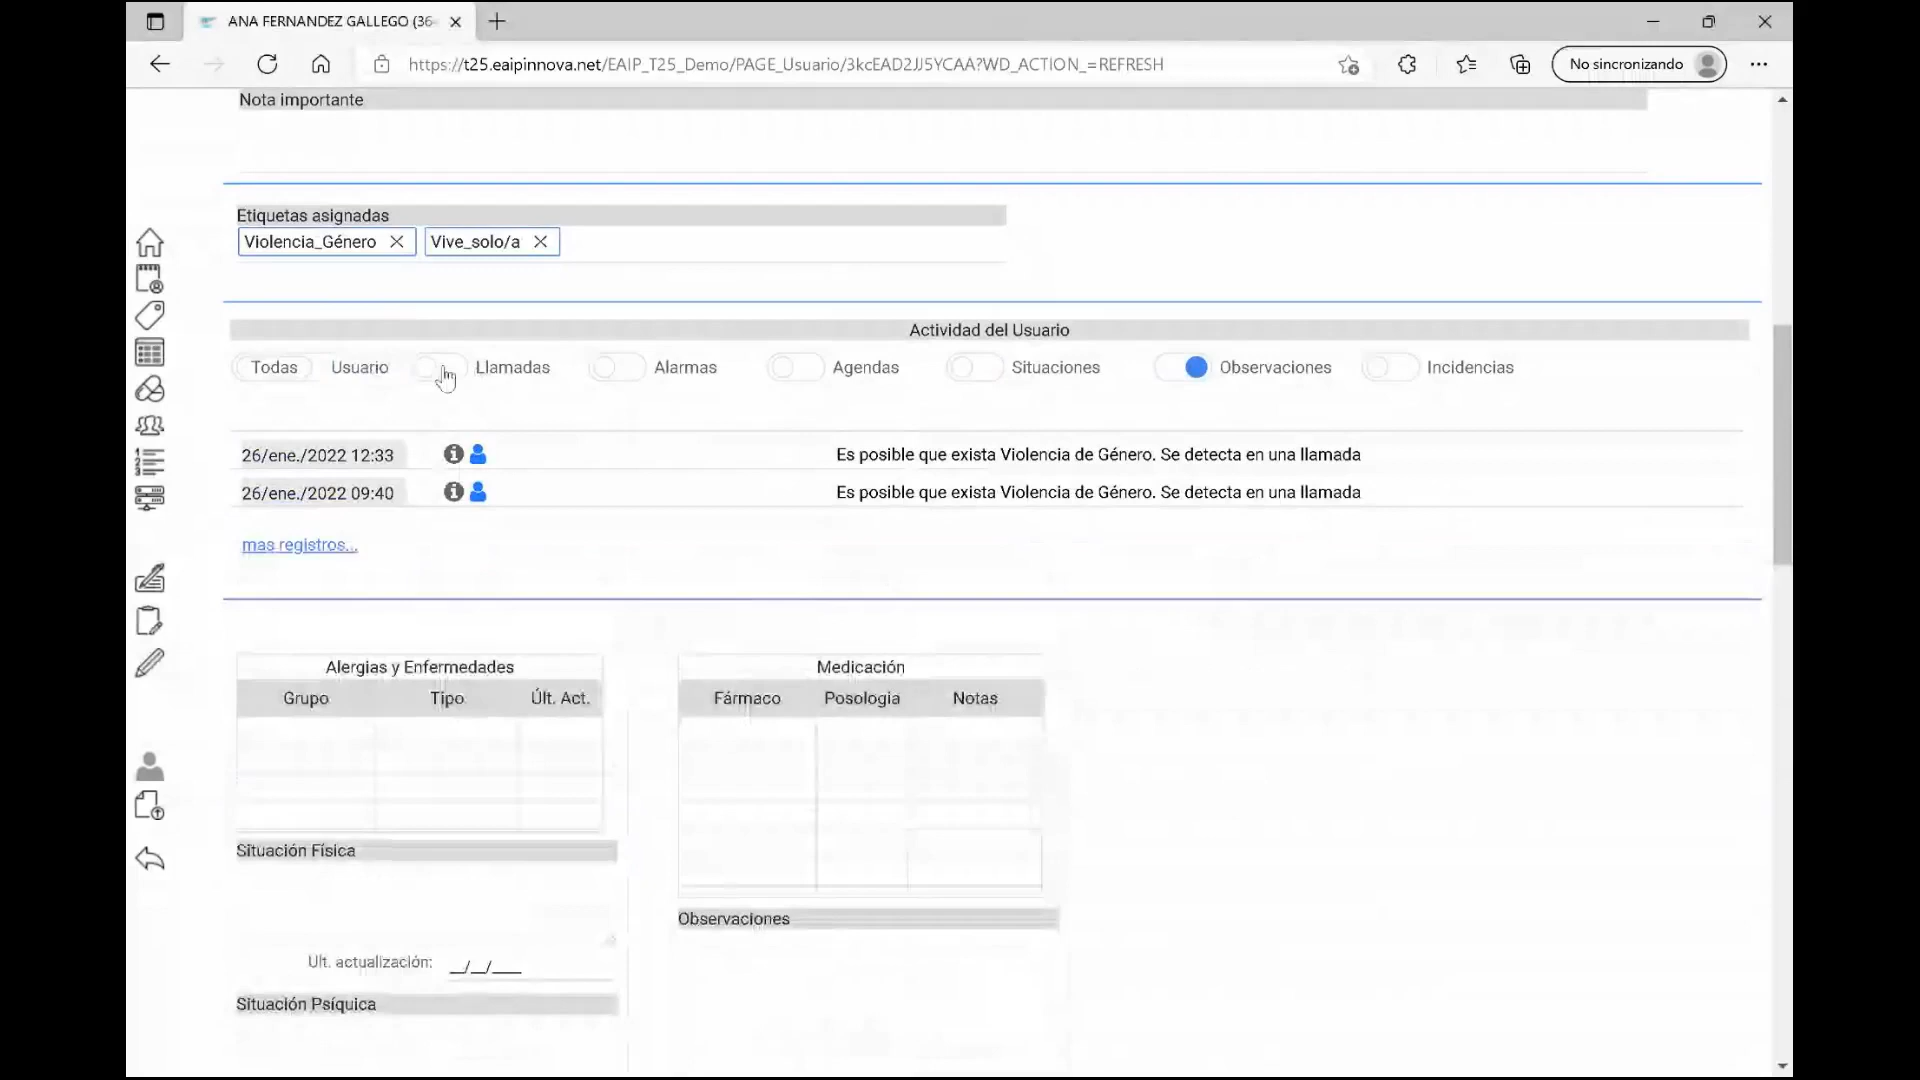 ANA FERNANDEZ GALLEGO (36
https://t25.eaipinnova.net/EAIP_T25_Demo/PAGE_Usuario/3kcEAD2JJ5YCAA?WD_ACTION_=REFRESH
No sincronizando
Nota importante
Etiquetas asignadas
Violencia_Género Vive_solo/a
Actividad del Usuario
Todas Usuario Llamadas Alarmas Agendas Situaciones Observaciones Incidencias
26/ene./2022 12:33 Es posible que exista Violencia de Género. Se detecta en una llamada
26/ene./2022 09:40 Es posible que exista Violencia de Género. Se detecta en una llamada
mas registros...
Alergias y Enfermedades Medicación
Grupo Tipo Últ. Act. Fármaco Posologia Notas
Situación Física
Observaciones
Ult. actualización: __/__/____
Situación Psíquica